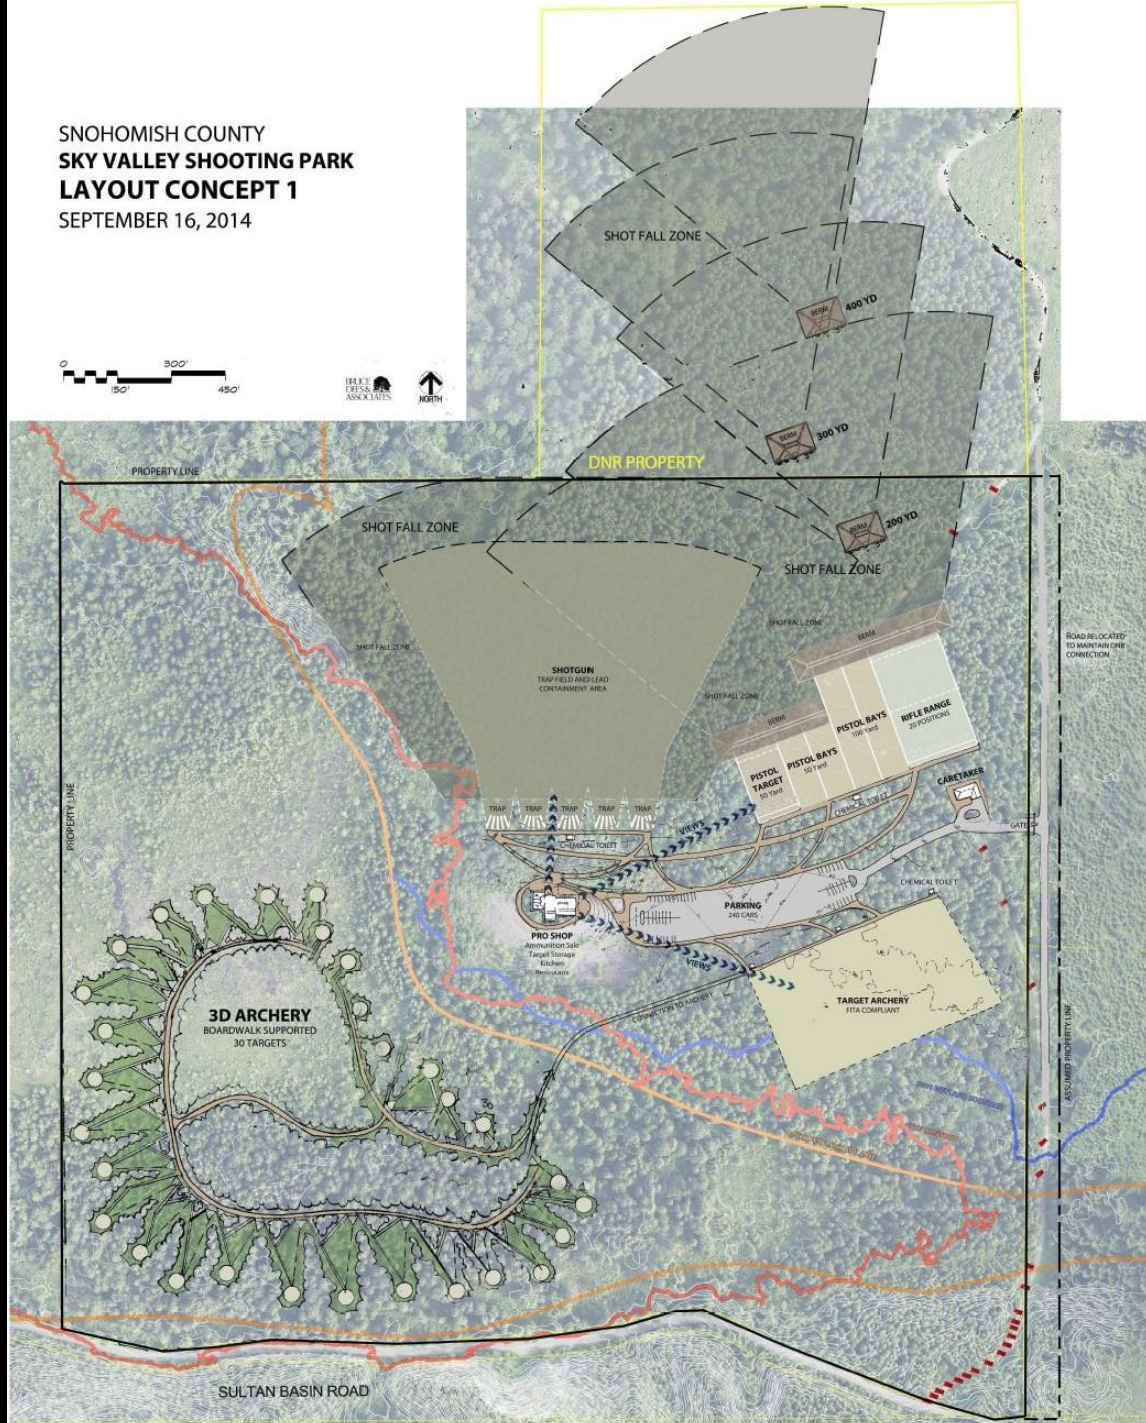 SNOHOMISH COUNTY
SKY VALLEY SHOOTING PARK
LAYOUT CONCEPT 1
SEPTEMBER 16, 2014
0
300'
150'
450'
BRUCE
DEES &
ASSOCIATES
NORTH
SHOT FALL ZONE
BERM
400 YD
BERM
300 YD
DNR PROPERTY
PROPERTY LINE
SHOT FALL ZONE
BERM
200 YD
SHOT FALL ZONE
SHOT FALL ZONE
BERM
ROAD RELOCATED
TO MAINTAIN DNR
CONNECTION
SHOT FALL ZONE
SHOTGUN
TRAP FIELD AND LEAD
CONTAINMENT AREA
SHOT FALL ZONE
BERM
RIFLE RANGE
20 POSITIONS
PISTOL BAYS
100 Yard
PISTOL BAYS
50 Yard
PISTOL
TARGET
50 Yard
CARETAKER
PROPERTY LINE
TRAP
TRAP
TRAP
TRAP
TRAP
CHEMICAL TOILET
GATE
VIEWS
CHEMICAL TOILET
CHEMICAL TOILET
PARKING
240 CARS
PRO SHOP
Ammunition Sale
Target Storage
Kitchen
Restrooms
VIEWS
TARGET ARCHERY
FITA COMPLIANT
CONNECTION TO ARCHERY
3D ARCHERY
BOARDWALK SUPPORTED
30 TARGETS
ASSUMED PROPERTY LINE
SULTAN BASIN ROAD